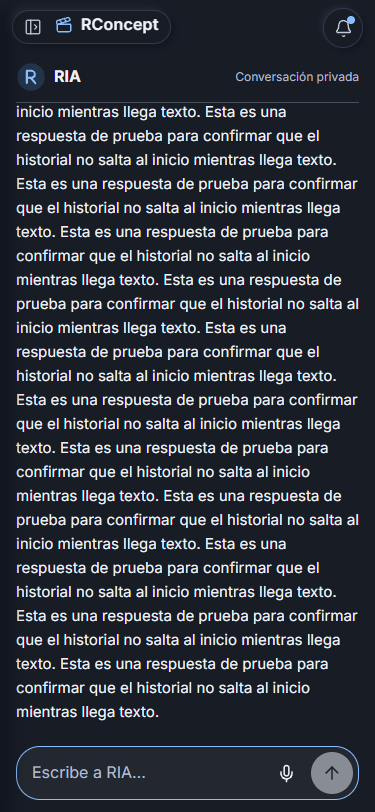 RConcept
R RIA Conversación privada
inicio mientras llega texto. Esta es una
respuesta de prueba para confirmar que el
historial no salta al inicio mientras llega texto.
Esta es una respuesta de prueba para confirmar
que el historial no salta al inicio mientras llega
texto. Esta es una respuesta de prueba para
confirmar que el historial no salta al inicio
mientras llega texto. Esta es una respuesta de
prueba para confirmar que el historial no salta al
inicio mientras llega texto. Esta es una
respuesta de prueba para confirmar que el
historial no salta al inicio mientras llega texto.
Esta es una respuesta de prueba para confirmar
que el historial no salta al inicio mientras llega
texto. Esta es una respuesta de prueba para
confirmar que el historial no salta al inicio
mientras llega texto. Esta es una respuesta de
prueba para confirmar que el historial no salta al
inicio mientras llega texto. Esta es una
respuesta de prueba para confirmar que el
historial no salta al inicio mientras llega texto.
Esta es una respuesta de prueba para confirmar
que el historial no salta al inicio mientras llega
texto. Esta es una respuesta de prueba para
confirmar que el historial no salta al inicio
mientras llega texto.
Escribe a RIA...